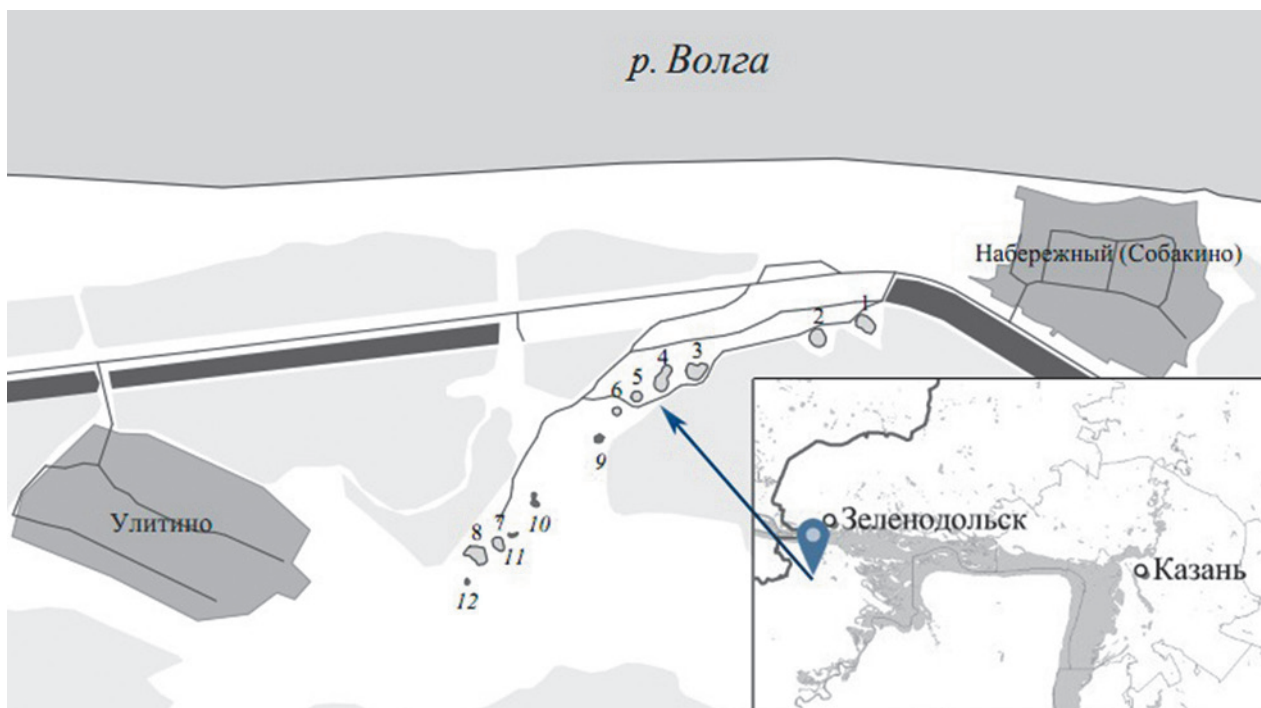 р. Волга
Набережный (Собакино)
1
2
3
4
5
6
9
10
7
8
11
12
Улитино
Зеленодольск
Казань